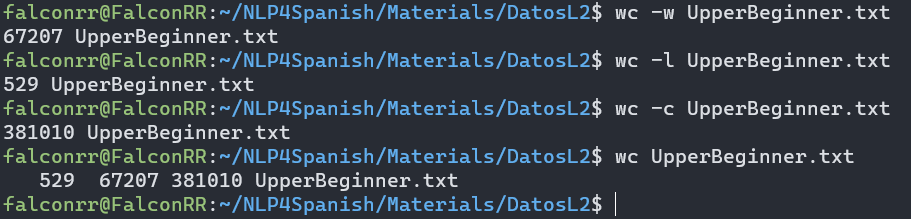 falconrr@FalconRR:~/NLP4Spanish/Materials/DatosL2$ wc -w UpperBeginner.txt
67207 UpperBeginner.txt
falconrr@FalconRR:~/NLP4Spanish/Materials/DatosL2$ wc -l UpperBeginner.txt
529 UpperBeginner.txt
falconrr@FalconRR:~/NLP4Spanish/Materials/DatosL2$ wc -c UpperBeginner.txt
381010 UpperBeginner.txt
falconrr@FalconRR:~/NLP4Spanish/Materials/DatosL2$ wc UpperBeginner.txt
   529  67207 381010 UpperBeginner.txt
falconrr@FalconRR:~/NLP4Spanish/Materials/DatosL2$